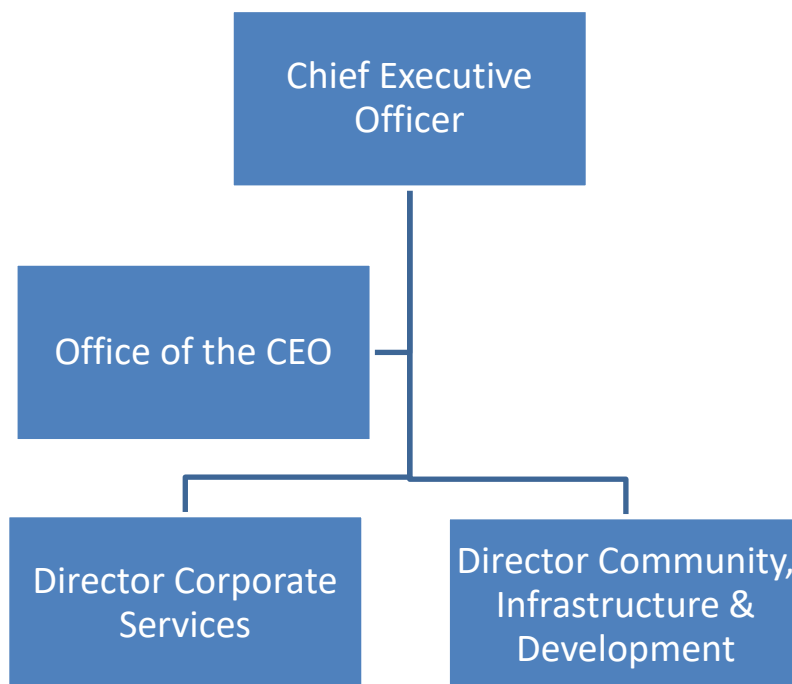 Chief Executive
Officer
Office of the CEO
Director Corporate
Services
Director Community,
Infrastructure &
Development